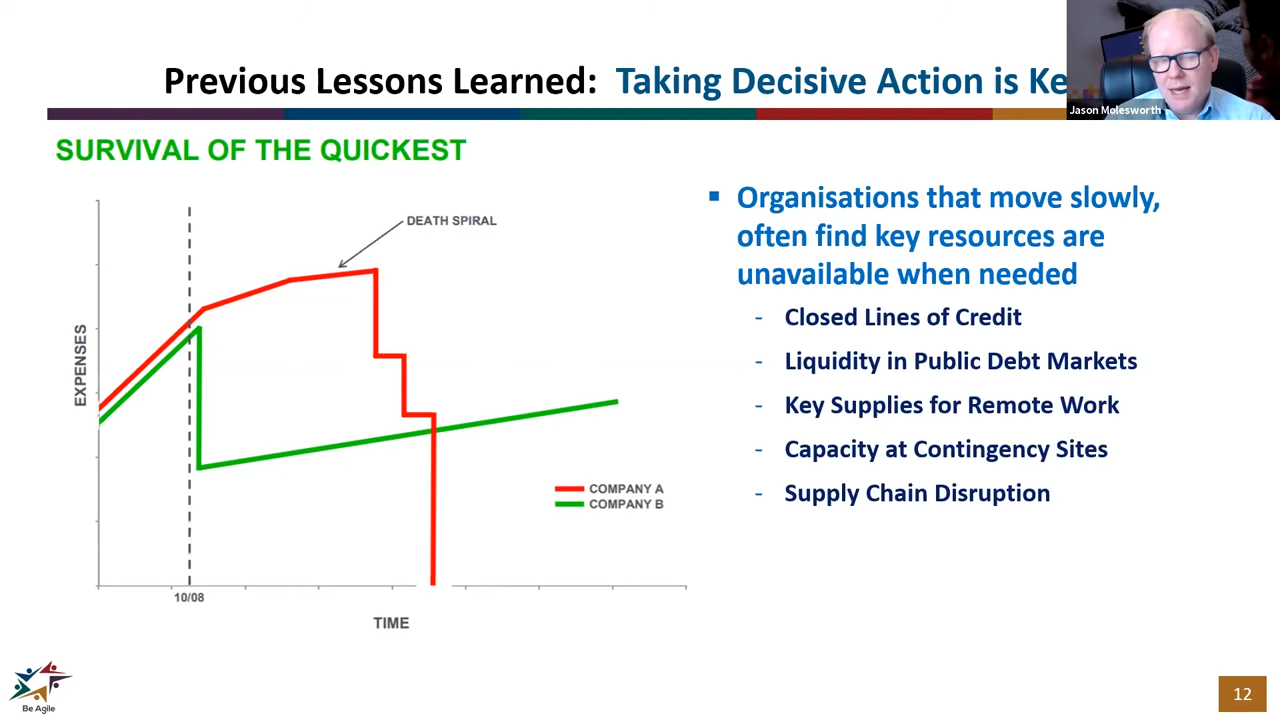 Previous Lessons Learned: Taking Decisive Action is
Jason Molesworth
SURVIVAL OF THE QUICKEST
DEATH SPIRAL
EXPENSES
COMPANY A
COMPANY B
10/08
TIME
▪ Organisations that move slowly,
often find key resources are
unavailable when needed
- Closed Lines of Credit
- Liquidity in Public Debt Markets
- Key Supplies for Remote Work
- Capacity at Contingency Sites
- Supply Chain Disruption
Be Agile
12